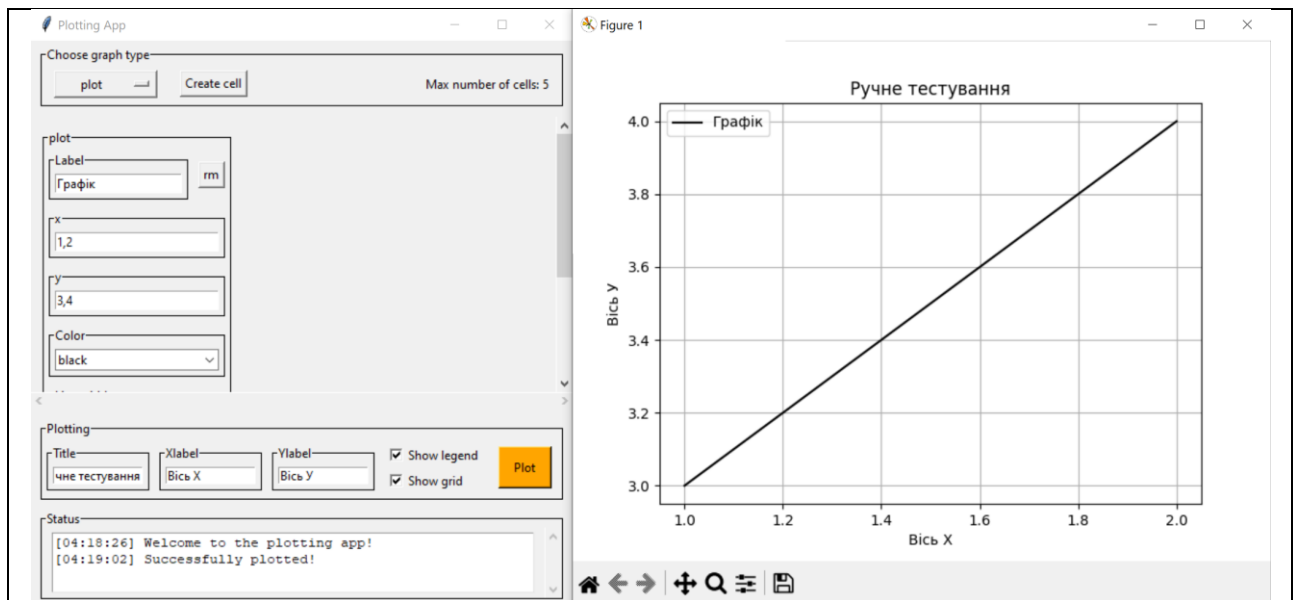 Plotting App
Choose graph type
plot
Create cell
Max number of cells: 5
plot
Label
Графік
rm
x
1,2
y
3,4
Color
black
Plotting
Title
чне тестування
Xlabel
Вісь X
Ylabel
Вісь У
Show legend
Show grid
Plot
Status
[04:18:26] Welcome to the plotting app!
[04:19:02] Successfully plotted!
Figure 1
Ручне тестування
Графік
4.0
3.8
3.6
3.4
3.2
3.0
Вісь У
1.0 1.2 1.4 1.6 1.8 2.0
Вісь X